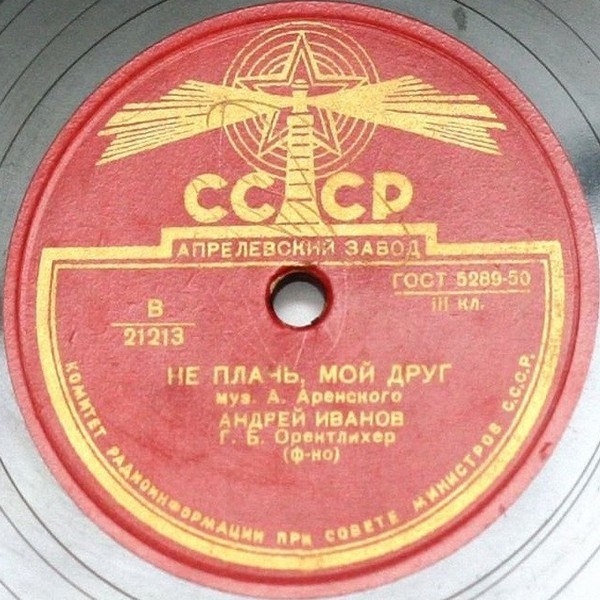 СССР
АПРЕЛЕВСКИЙ ЗАВОД
ГОСТ 5289-50
III кл.
В
21213
НЕ ПЛАЧЬ, МОЙ ДРУГ
муз. А. Аренского
АНДРЕЙ ИВАНОВ
Г. Б. Орентлихер
(ф-но)
КОМИТЕТ РАДИОИНФОРМАЦИИ ПРИ СОВЕТЕ МИНИСТРОВ С.С.С.Р.